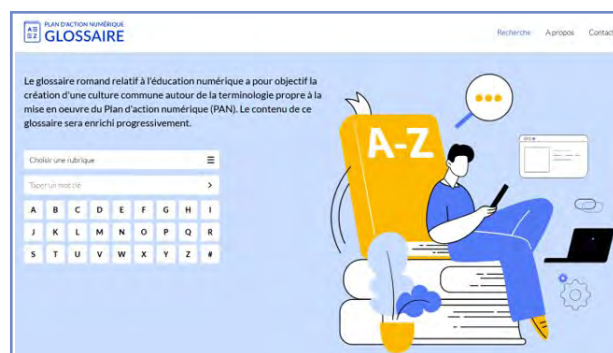 PLAN D'ACTION NUMÉRIQUE
GLOSSAIRE
Recherche A propos Contact
Le glossaire romand relatif à l'éducation numérique a pour objectif la
création d'une culture commune autour de la terminologie propre à la
mise en oeuvre du Plan d'action numérique (PAN). Le contenu de ce
glossaire sera enrichi progressivement.
Choisir une rubrique
Taper un mot clé
A B C D E F G H I
J K L M N O P Q R
S T U V W X Y Z #
A-Z